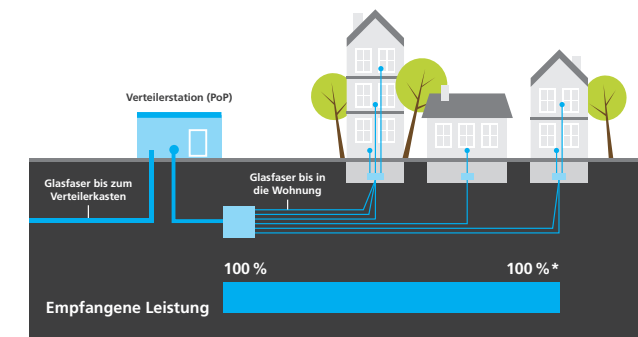 Verteilerstation (PoP)
Glasfaser bis zum
Verteilerkasten
Glasfaser bis in
die Wohnung
100 %
100 %*
Empfangene Leistung